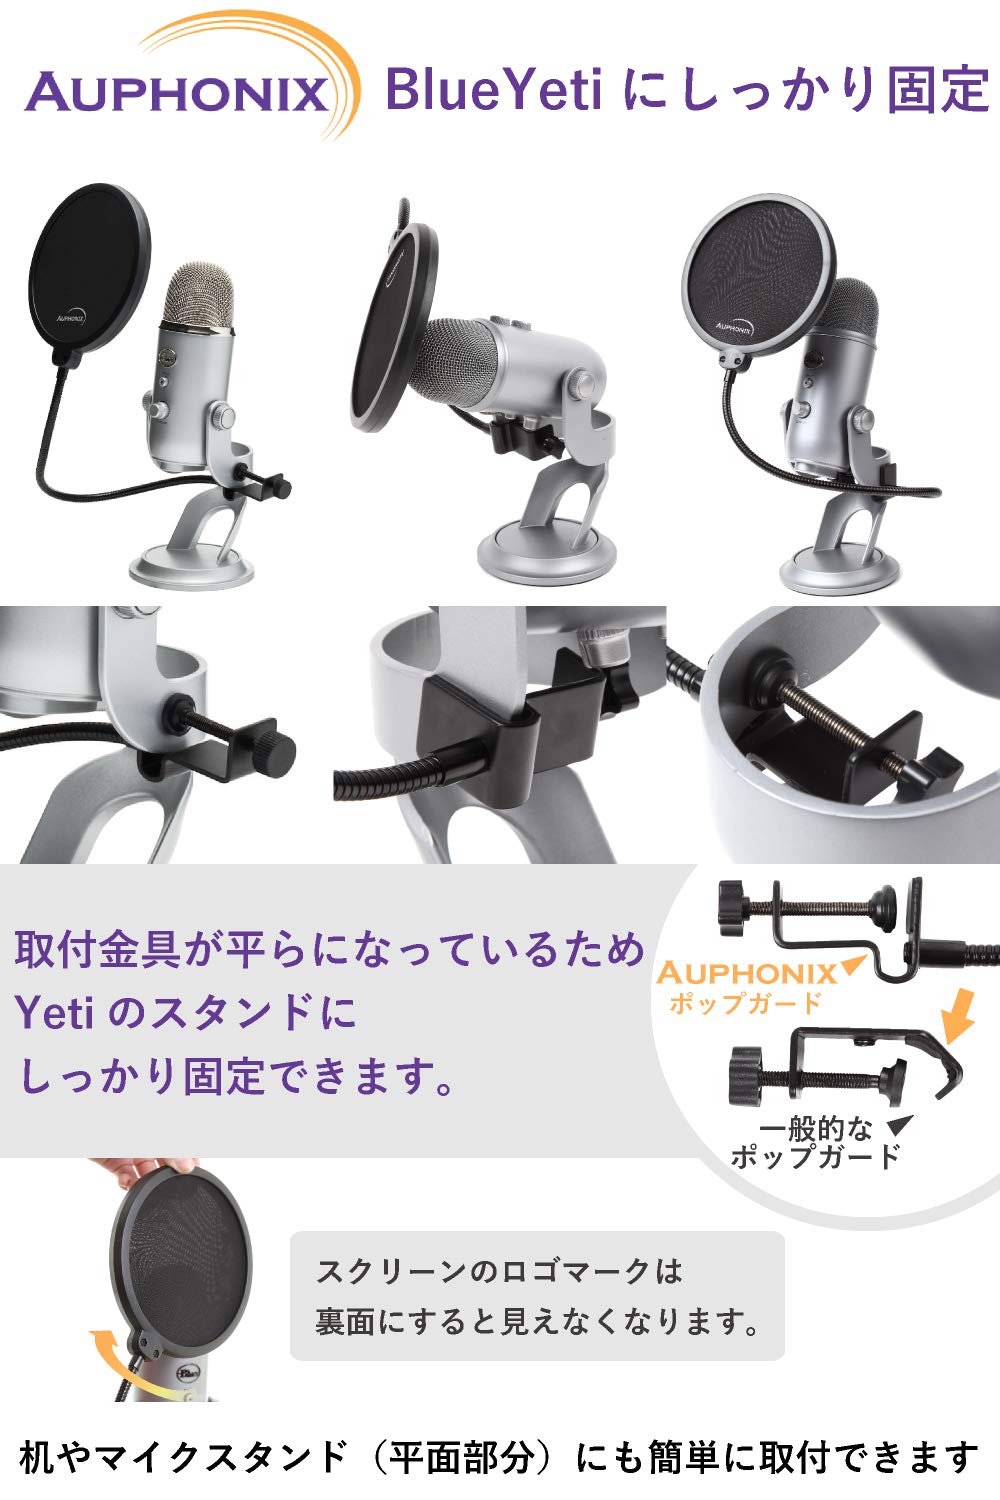 AUPHONIX BlueYeti にしっかり固定
AUPHONIX
AUPHONIX
AUPHONIX
取付金具が平らになっているため
Yeti のスタンドに
しっかり固定できます。
AUPHONIX
ポップガード
一般的な
ポップガード
スクリーンのロゴマークは
裏面にすると見えなくなります。
机やマイクスタンド（平面部分）にも簡単に取付できます